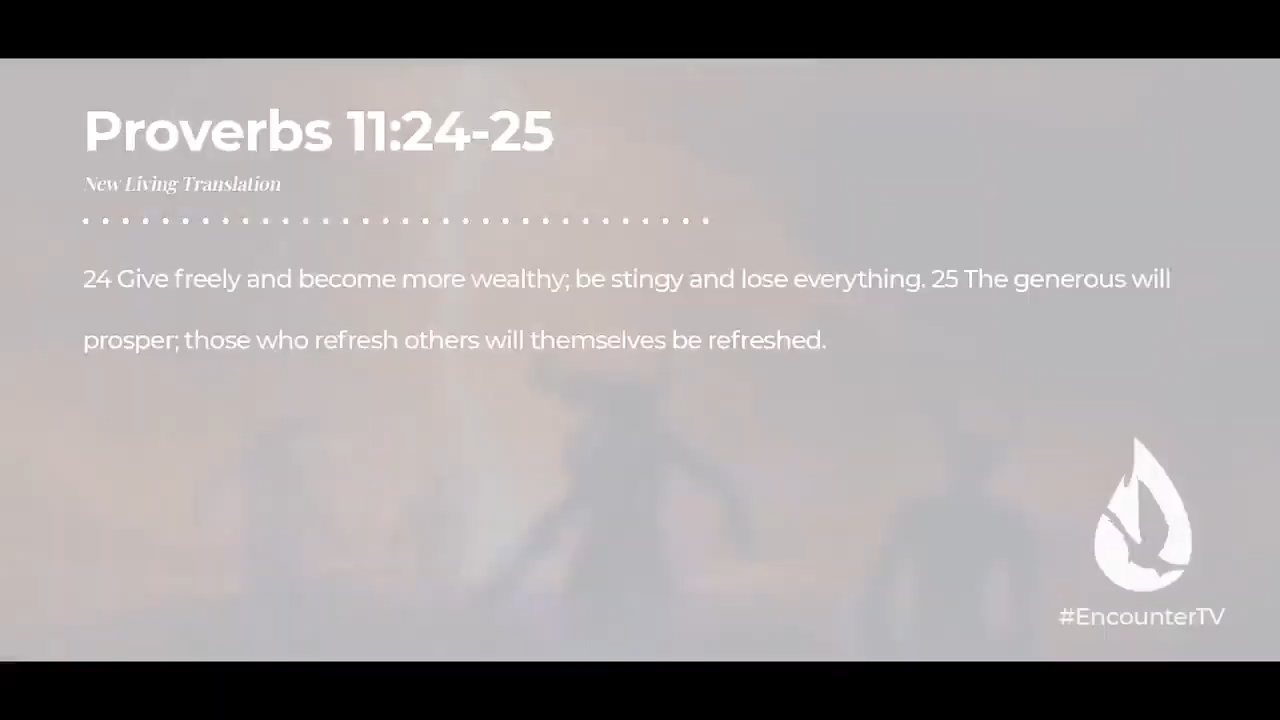 Proverbs 11:24-25
New Living Translation
24 Give freely and become more wealthy; be stingy and lose everything. 25 The generous will
prosper; those who refresh others will themselves be refreshed.
#EncounterTV